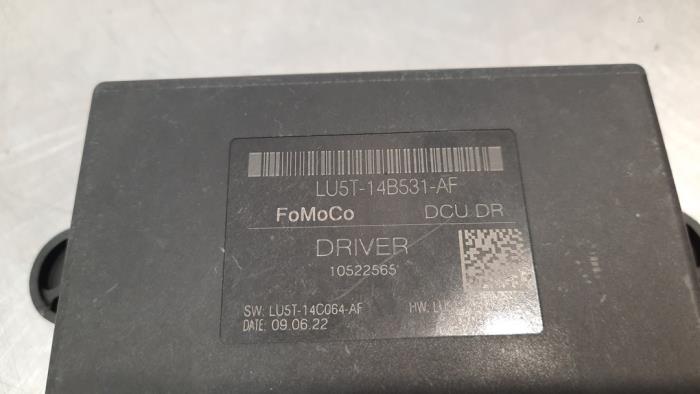 LU5T-14B531-AF
FoMoCo DCU DR
DRIVER
10522565
SW: LU5T-14C064-AF HW:
DATE: 09.06.22